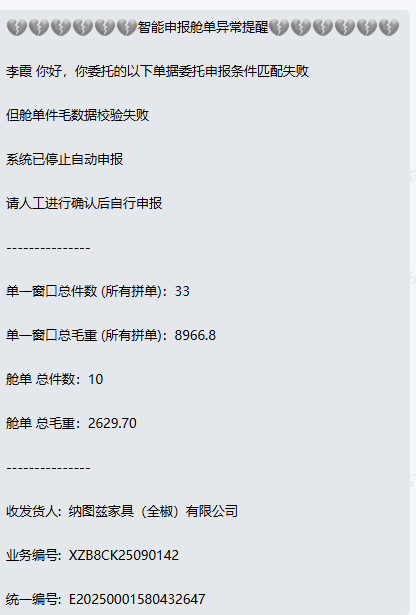 💔💔💔💔💔💔智能申报舱单异常提醒💔💔💔💔💔💔
李霞 你好，你委托的以下单据委托申报条件匹配失败
但舱单件毛数据校验失败
系统已停止自动申报
请人工进行确认后自行申报
---------------
单一窗口总件数 (所有拼单)：33
单一窗口总毛重 (所有拼单)：8966.8
舱单 总件数：10
舱单 总毛重：2629.70
---------------
收发货人：纳图兹家具（全椒）有限公司
业务编号：XZB8CK25090142
统一编号：E20250001580432647